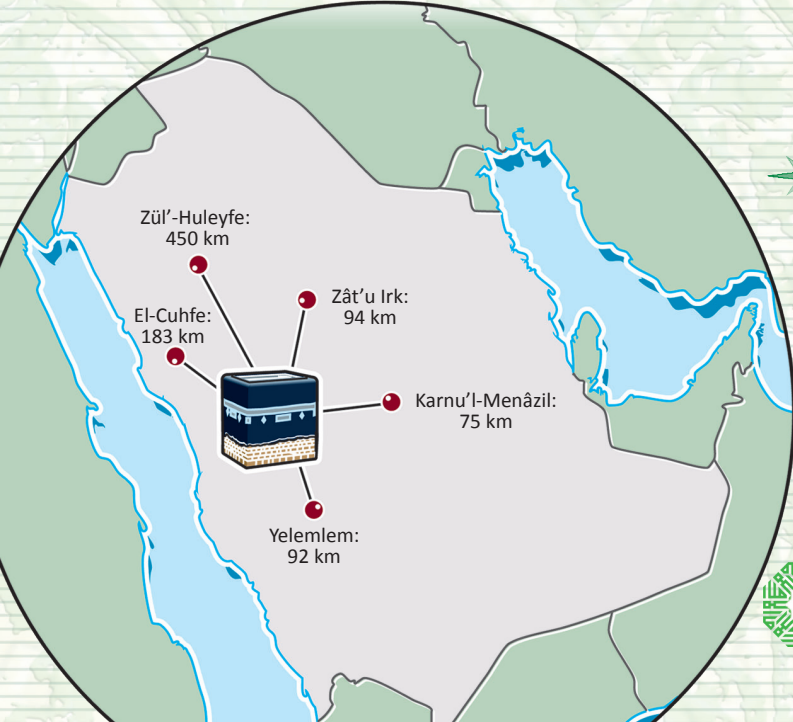 Zül’-Huleyfe:
450 km
Zât’u Irk:
94 km
El-Cuhfe:
183 km
Karnu’l-Menâzil:
75 km
Yelemlem:
92 km